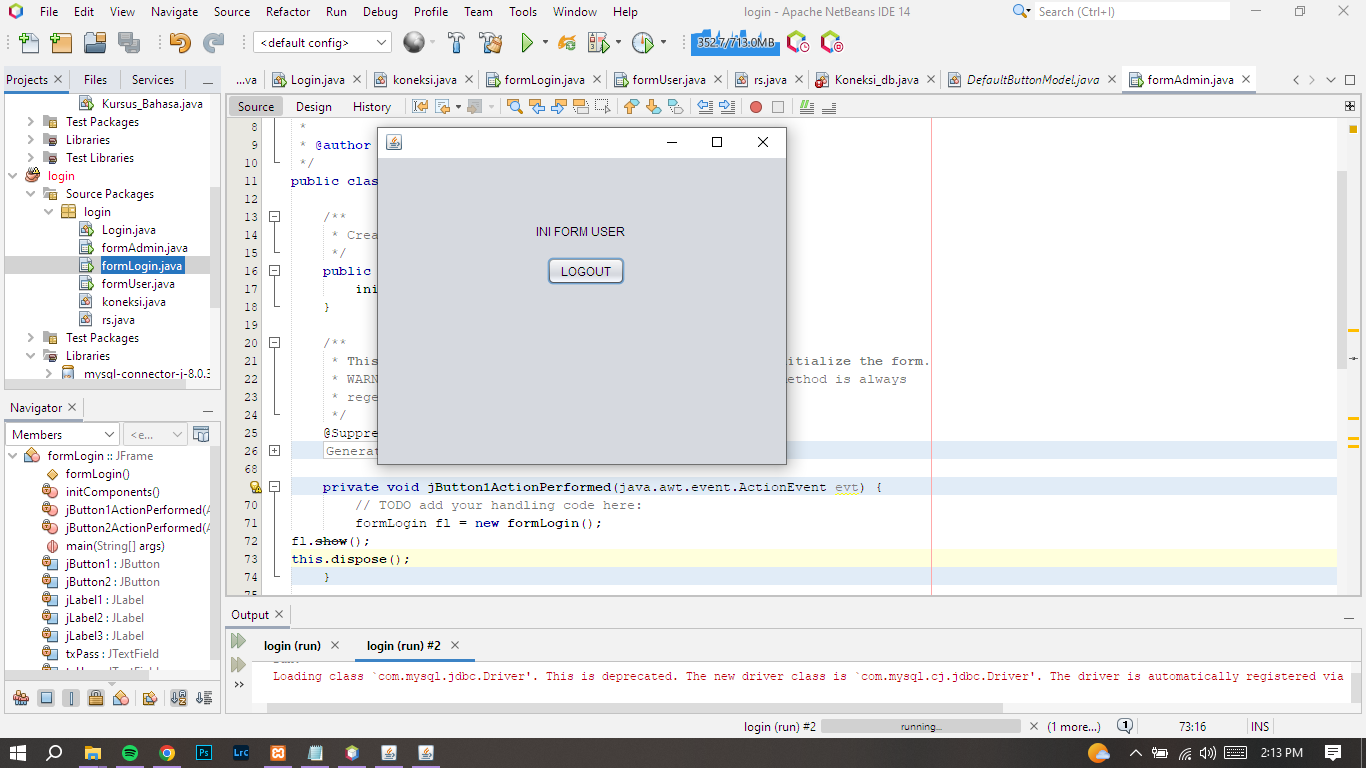 File Edit View Navigate Source Refactor Run Debug Profile Team Tools Window Help
login - Apache NetBeans IDE 14
Search (Ctrl+I)
<default config>
352.7/713.0MB
Projects
Files
Services
...va
Login.java
koneksi.java
formLogin.java
formUser.java
rs.java
Koneksi_db.java
DefaultButtonModel.java
formAdmin.java
Source
Design
History
Kursus_Bahasa.java
Test Packages
Libraries
Test Libraries
login
Source Packages
login
Login.java
formAdmin.java
formLogin.java
formUser.java
koneksi.java
rs.java
Test Packages
Libraries
mysql-connector-j-8.0.3
8 *
9 * @author
10 */
11 public clas
12
13 /**
14 * Crea
15 */
16 public
17 ini
18 }
19
20 /**
21 * This itialize the form.
22 * WARN ethod is always
23 * rege
24 */
25 @Suppre
26 Generat
68
private void jButton1ActionPerformed(java.awt.event.ActionEvent evt) {
70 // TODO add your handling code here:
71 formLogin fl = new formLogin();
72 fl.show();
73 this.dispose();
74 }
75
INI FORM USER
LOGOUT
Navigator
Members
<e...
formLogin :: JFrame
formLogin()
initComponents()
jButton1ActionPerformed(A
jButton2ActionPerformed(A
main(String[] args)
jButton1 : JButton
jButton2 : JButton
jLabel1 : JLabel
jLabel2 : JLabel
jLabel3 : JLabel
txPass : JTextField
Output
login (run)
login (run) #2
Loading class `com.mysql.jdbc.Driver'. This is deprecated. The new driver class is `com.mysql.cj.jdbc.Driver'. The driver is automatically registered via
login (run) #2
running...
(1 more...)
1
73:16
INS
Ps
LrC
2:13 PM